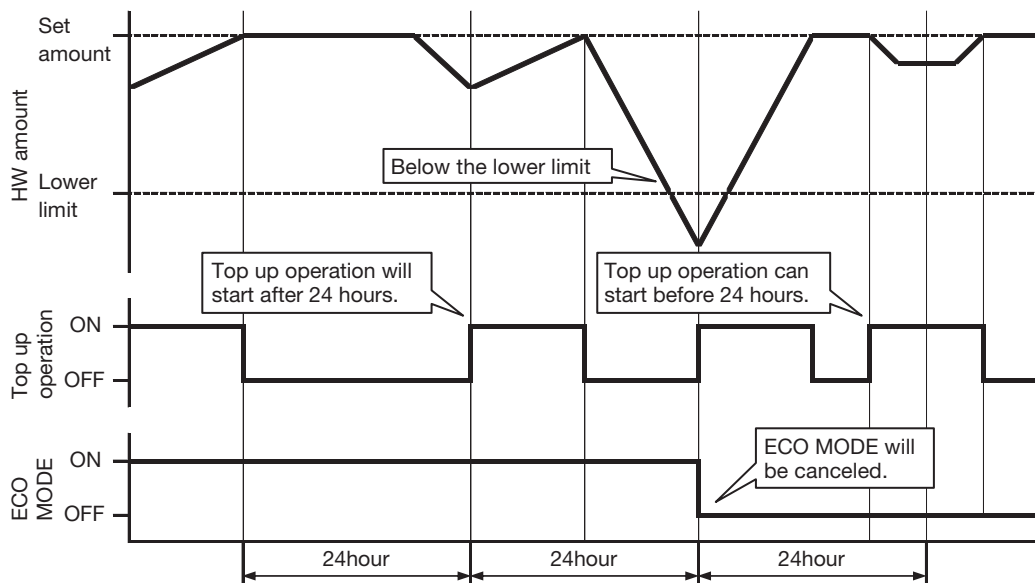 Set
amount
HW amount
Below the lower limit
Lower
limit
Top up operation will
start after 24 hours.
Top up operation can
start before 24 hours.
Top up
operation
ON
OFF
ECO MODE will
be canceled.
ECO
MODE
ON
OFF
24hour
24hour
24hour